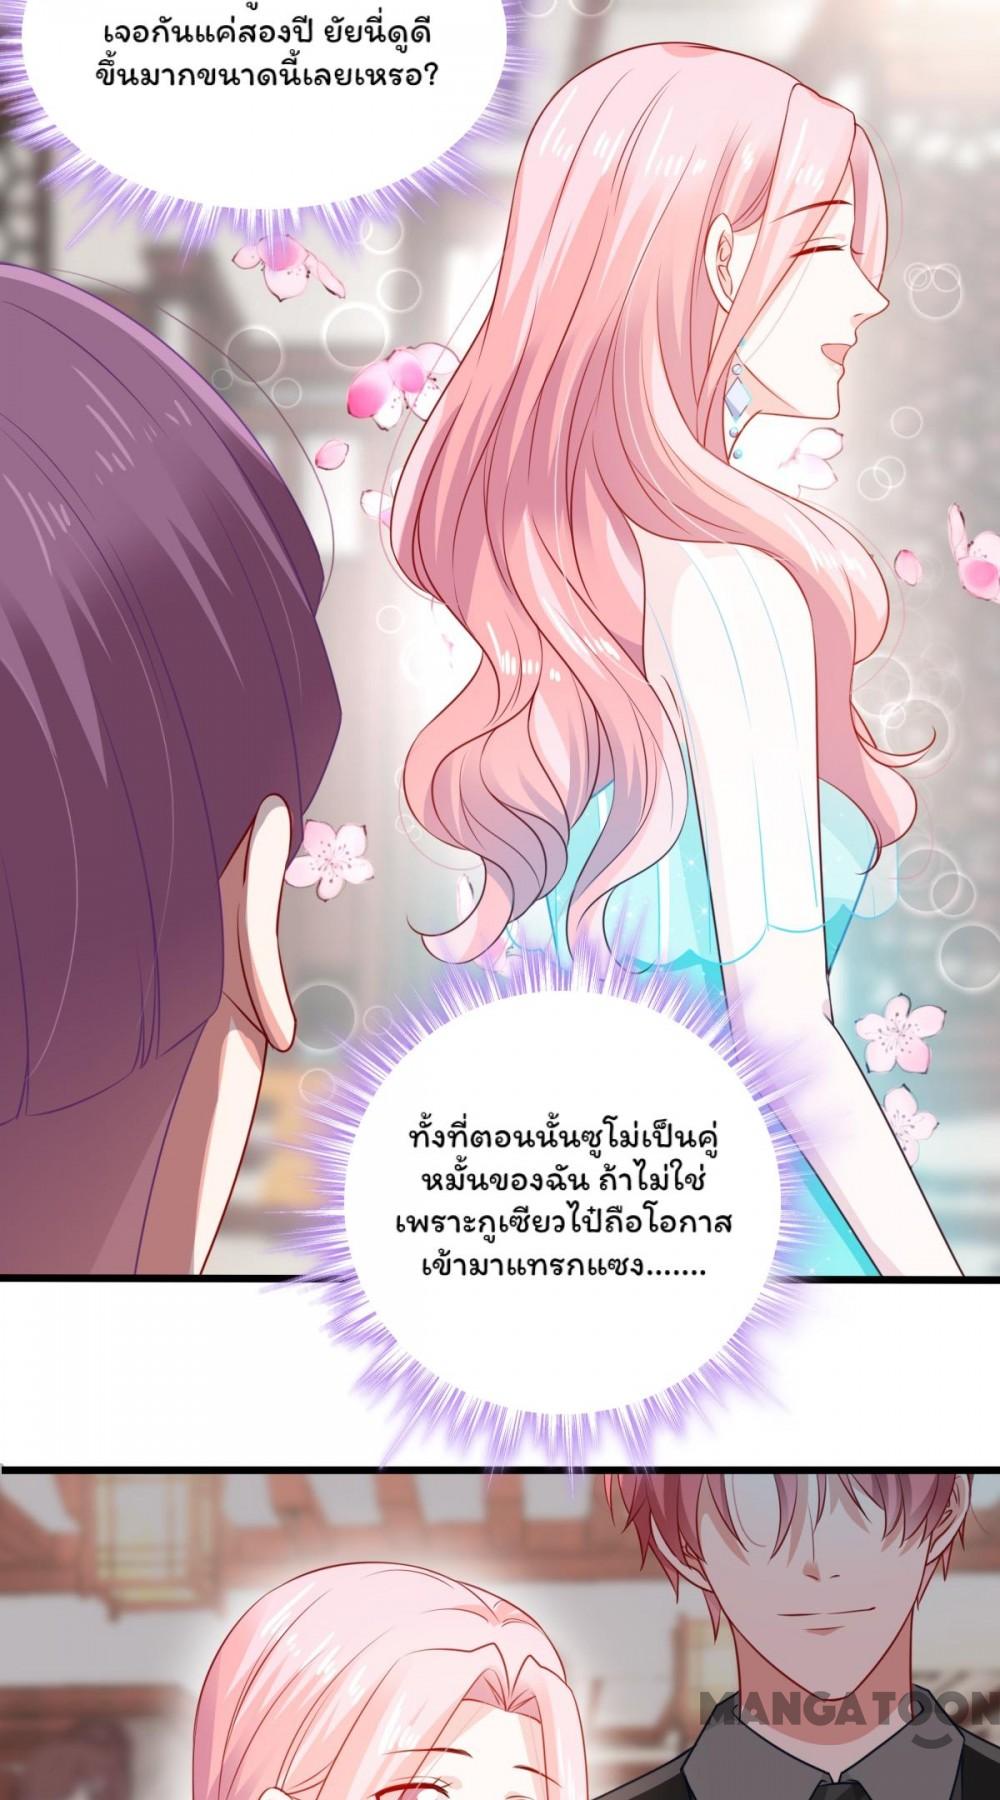 เจอกันแค่สองปี ยัยนี่ดูดี
ขึ้นมากขนาดนี้เลยเหรอ?
ทั้งที่ตอนนั้นซูโม่เป็นคู่
หมั้นของฉัน ถ้าไม่ใช่
เพราะกูเซียวไป๋ถือโอกาส
เข้ามาแทรกแซง.......
MANGATOON